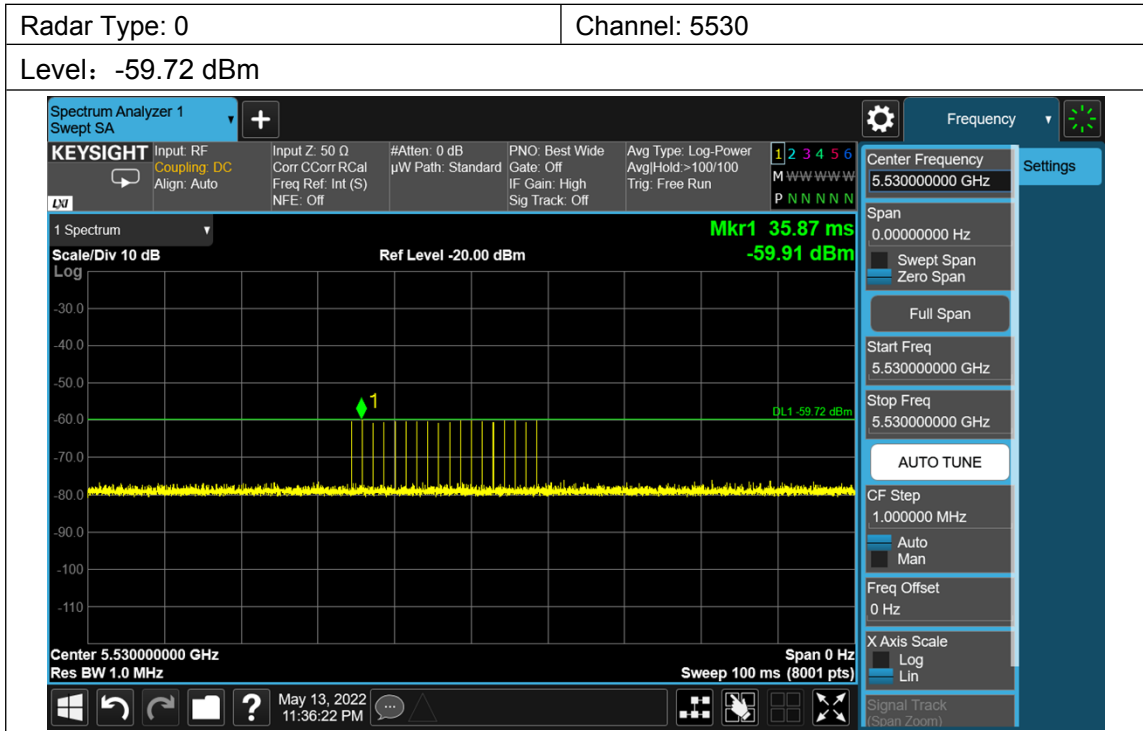 Radar Type: 0
Channel: 5530
Level：-59.72 dBm
Spectrum Analyzer 1
Swept SA
Frequency
KEYSIGHT
LXI
Input: RF
Coupling: DC
Align: Auto
Input Z: 50 Ω
Corr CCorr RCal
Freq Ref: Int (S)
NFE: Off
#Atten: 0 dB
µW Path: Standard
PNO: Best Wide
Gate: Off
IF Gain: High
Sig Track: Off
Avg Type: Log-Power
Avg|Hold:>100/100
Trig: Free Run
1 2 3 4 5 6
M W W W W W
P N N N N N
Center Frequency
5.530000000 GHz
Settings
1 Spectrum
Mkr1 35.87 ms
-59.91 dBm
Scale/Div 10 dB
Ref Level -20.00 dBm
Log
-30.0
-40.0
-50.0
-60.0
-70.0
-80.0
-90.0
-100
-110
1
DL1 -59.72 dBm
Center 5.530000000 GHz
Res BW 1.0 MHz
Span 0 Hz
Sweep 100 ms (8001 pts)
Span
0.00000000 Hz
Swept Span
Zero Span
Full Span
Start Freq
5.530000000 GHz
Stop Freq
5.530000000 GHz
AUTO TUNE
CF Step
1.000000 MHz
Auto
Man
Freq Offset
0 Hz
X Axis Scale
Log
Lin
Signal Track
(Span Zoom)
?
May 13, 2022
11:36:22 PM